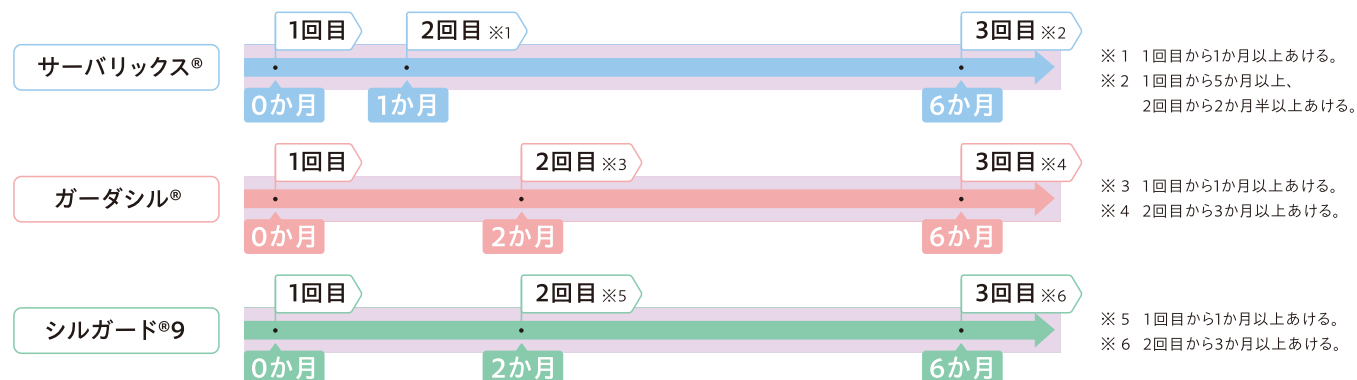 1回目 2回目 ※1 3回目 ※2
サーバリックス®
0か月 1か月 6か月
※1 1回目から1か月以上あける。
※2 1回目から5か月以上、
2回目から2か月半以上あける。
1回目 2回目 ※3 3回目 ※4
ガーダシル®
0か月 2か月 6か月
※3 1回目から1か月以上あける。
※4 2回目から3か月以上あける。
1回目 2回目 ※5 3回目 ※6
シルガード®9
0か月 2か月 6か月
※5 1回目から1か月以上あける。
※6 2回目から3か月以上あける。